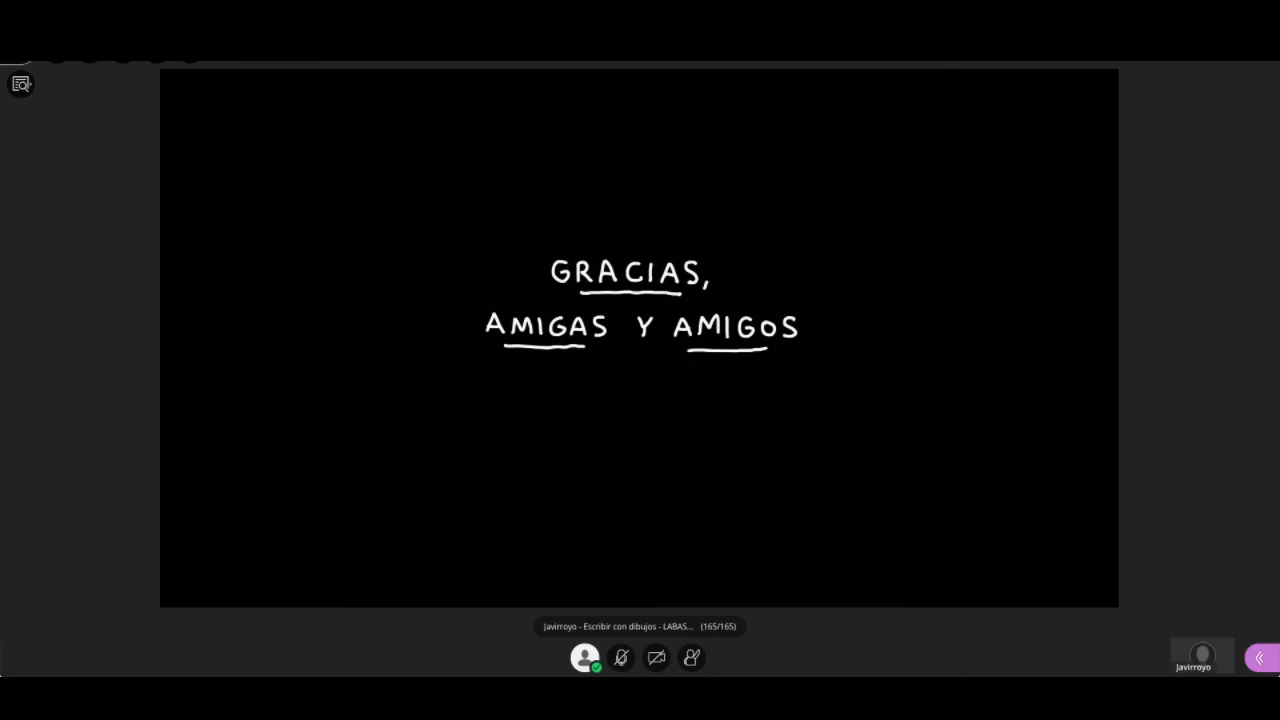 GRACIAS,
AMIGAS Y AMIGOS
Javirroyo - Escribir con dibujos - LABAS... (165/165)
Javirroyo